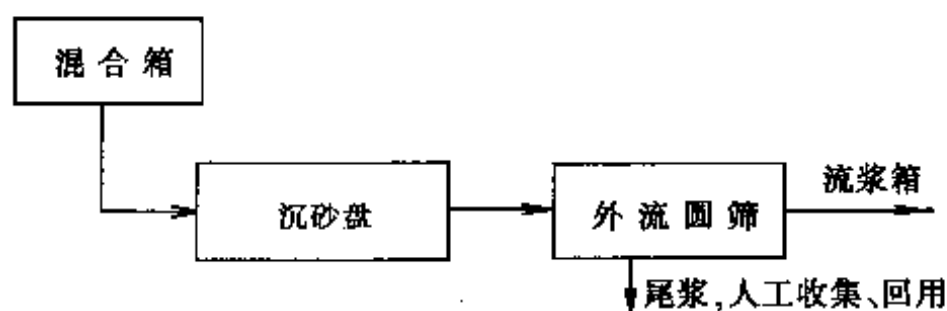 混合箱
沉砂盘
外流圆筛
流浆箱
尾浆,人工收集、回用